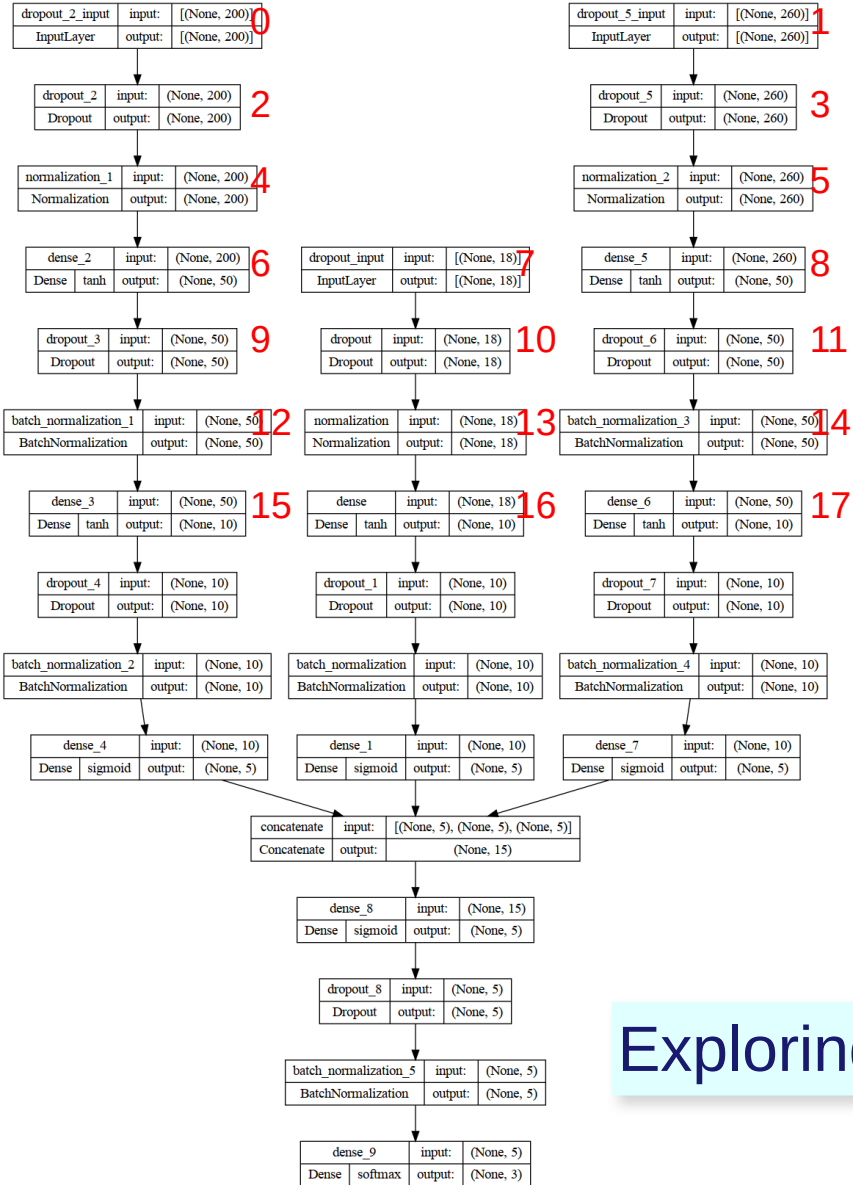 dropout_2_input input: [(None, 200)] 0
InputLayer output: [(None, 200)]
dropout_5_input input: [(None, 260)] 1
InputLayer output: [(None, 260)]
dropout_2 input: (None, 200) 2
Dropout output: (None, 200)
dropout_5 input: (None, 260) 3
Dropout output: (None, 260)
normalization_1 input: (None, 200) 4
Normalization output: (None, 200)
normalization_2 input: (None, 260) 5
Normalization output: (None, 260)
dense_2 input: (None, 200) 6
Dense tanh output: (None, 50)
dropout_input input: [(None, 18)] 7
InputLayer output: [(None, 18)]
dense_5 input: (None, 260) 8
Dense tanh output: (None, 50)
dropout_3 input: (None, 50) 9
Dropout output: (None, 50)
dropout input: (None, 18) 10
Dropout output: (None, 18)
dropout_6 input: (None, 50) 11
Dropout output: (None, 50)
batch_normalization_1 input: (None, 50) 12
BatchNormalization output: (None, 50)
normalization input: (None, 18) 13
Normalization output: (None, 18)
batch_normalization_3 input: (None, 50) 14
BatchNormalization output: (None, 50)
dense_3 input: (None, 50) 15
Dense tanh output: (None, 10)
dense input: (None, 18) 16
Dense tanh output: (None, 10)
dense_6 input: (None, 50) 17
Dense tanh output: (None, 10)
dropout_4 input: (None, 10)
Dropout output: (None, 10)
dropout_1 input: (None, 10)
Dropout output: (None, 10)
dropout_7 input: (None, 10)
Dropout output: (None, 10)
batch_normalization_2 input: (None, 10)
BatchNormalization output: (None, 10)
batch_normalization input: (None, 10)
BatchNormalization output: (None, 10)
batch_normalization_4 input: (None, 10)
BatchNormalization output: (None, 10)
dense_4 input: (None, 10)
Dense sigmoid output: (None, 5)
dense_1 input: (None, 10)
Dense sigmoid output: (None, 5)
dense_7 input: (None, 10)
Dense sigmoid output: (None, 5)
concatenate input: [(None, 5), (None, 5), (None, 5)]
Concatenate output: (None, 15)
dense_8 input: (None, 15)
Dense sigmoid output: (None, 5)
dropout_8 input: (None, 5)
Dropout output: (None, 5)
batch_normalization_5 input: (None, 5)
BatchNormalization output: (None, 5)
dense_9 input: (None, 5)
Dense softmax output: (None, 3)